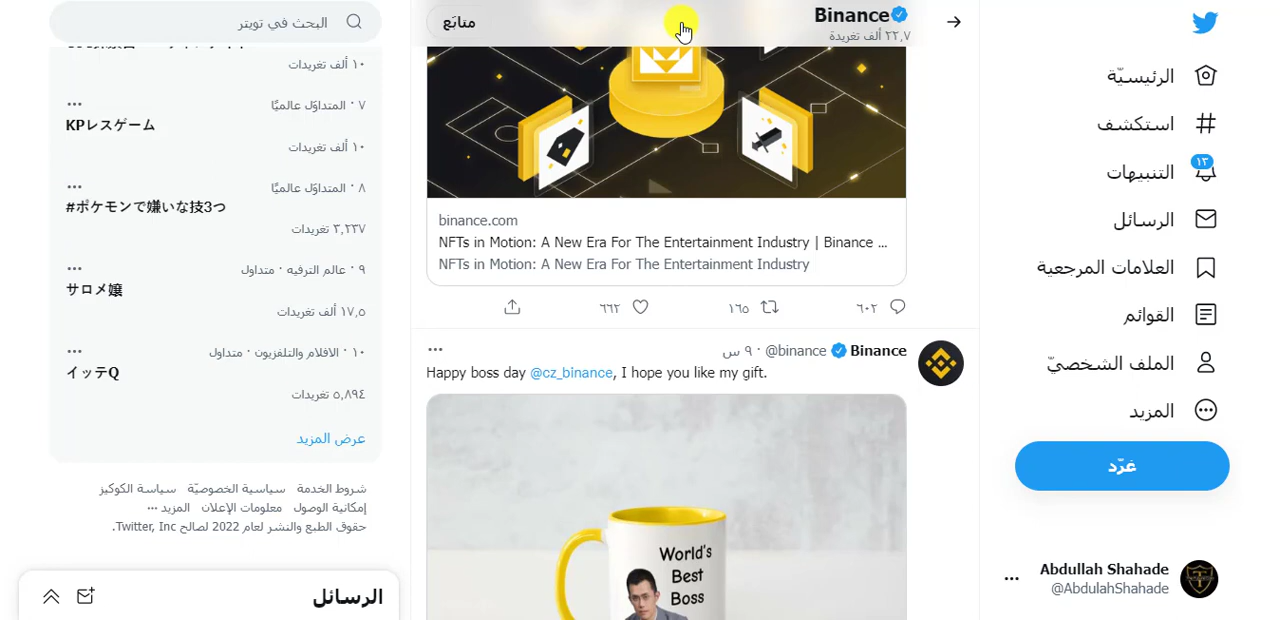 الرئيسيّة
استكشف
١٣
التنبيهات
الرسائل
العلامات المرجعية
القوائم
الملف الشخصيّ
المزيد
غرّد
Abdullah Shahade
@AbdulahShahade
Binance
٢٢٫٧ ألف تغريدة
متابَع
binance.com
NFTs in Motion: A New Era For The Entertainment Industry | Binance ...
NFTs in Motion: A New Era For The Entertainment Industry
٦٠٢ ١٦٥ ٦٦٢
Binance @binance · ٩ س
Happy boss day @cz_binance, I hope you like my gift.
World's
Best
Boss
البحث في تويتر
١٠ ألف تغريدات
٧ · المتداوَل عالميًا
KPレスゲーム
١٠ ألف تغريدات
٨ · المتداوَل عالميًا
#ポケモンで嫌いな技3つ
٣٬٢٣٧ تغريدات
٩ · عالم الترفيه · متداول
サロメ嬢
١٧٫٥ ألف تغريدات
١٠ · الافلام والتلفزيون · متداول
イッテQ
٥٬٨٩٤ تغريدات
عرض المزيد
شروط الخدمة سياسية الخصوصيّة سياسة الكوكيز
إمكانية الوصول معلومات الإعلان المزيد ···
حقوق الطبع والنشر لعام 2022 لصالح Twitter, Inc.
الرسائل